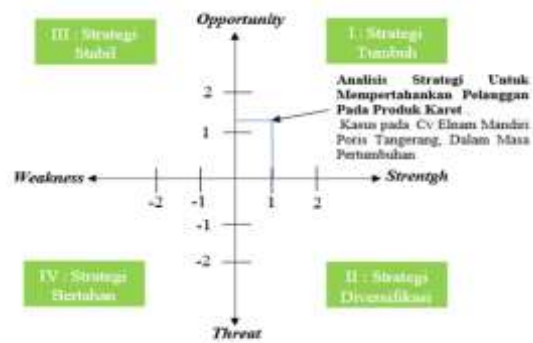 Opportunity
III : Strategi
Stabil
I : Strategi
Tumbuh
Analisis Strategi Untuk
Mempertahankan Pelanggan
Pada Produk Karet
Kasus pada Cv Elnam Mandiri
Poris Tangerang, Dalam Masa
Pertumbuhan
2
1
Weakness
Strentgh
-2
-1
1
2
-1
-2
IV : Strategi
Bertahan
II : Strategi
Diversifikasi
Threat